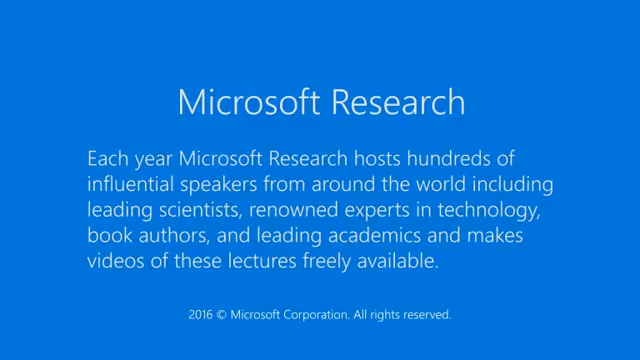 Microsoft Research
Each year Microsoft Research hosts hundreds of
influential speakers from around the world including
leading scientists, renowned experts in technology,
book authors, and leading academics and makes
videos of these lectures freely available.
2016 © Microsoft Corporation. All rights reserved.